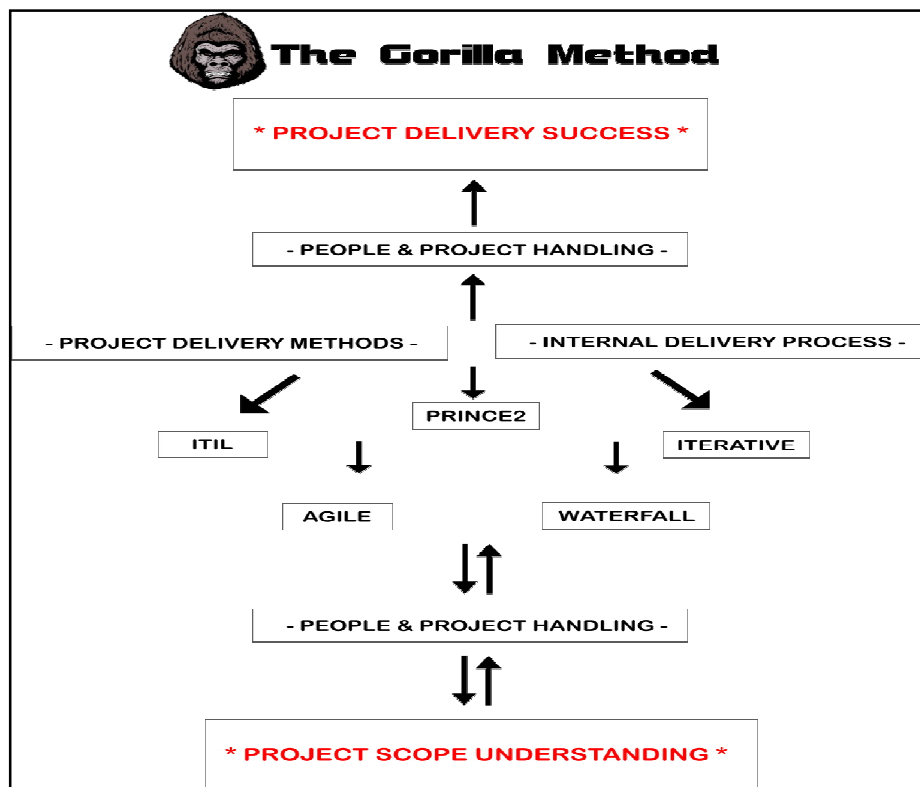 The Gorilla Method
* PROJECT DELIVERY SUCCESS *
- PEOPLE & PROJECT HANDLING -
- PROJECT DELIVERY METHODS -
- INTERNAL DELIVERY PROCESS -
PRINCE2
ITIL
ITERATIVE
AGILE
WATERFALL
- PEOPLE & PROJECT HANDLING -
* PROJECT SCOPE UNDERSTANDING *